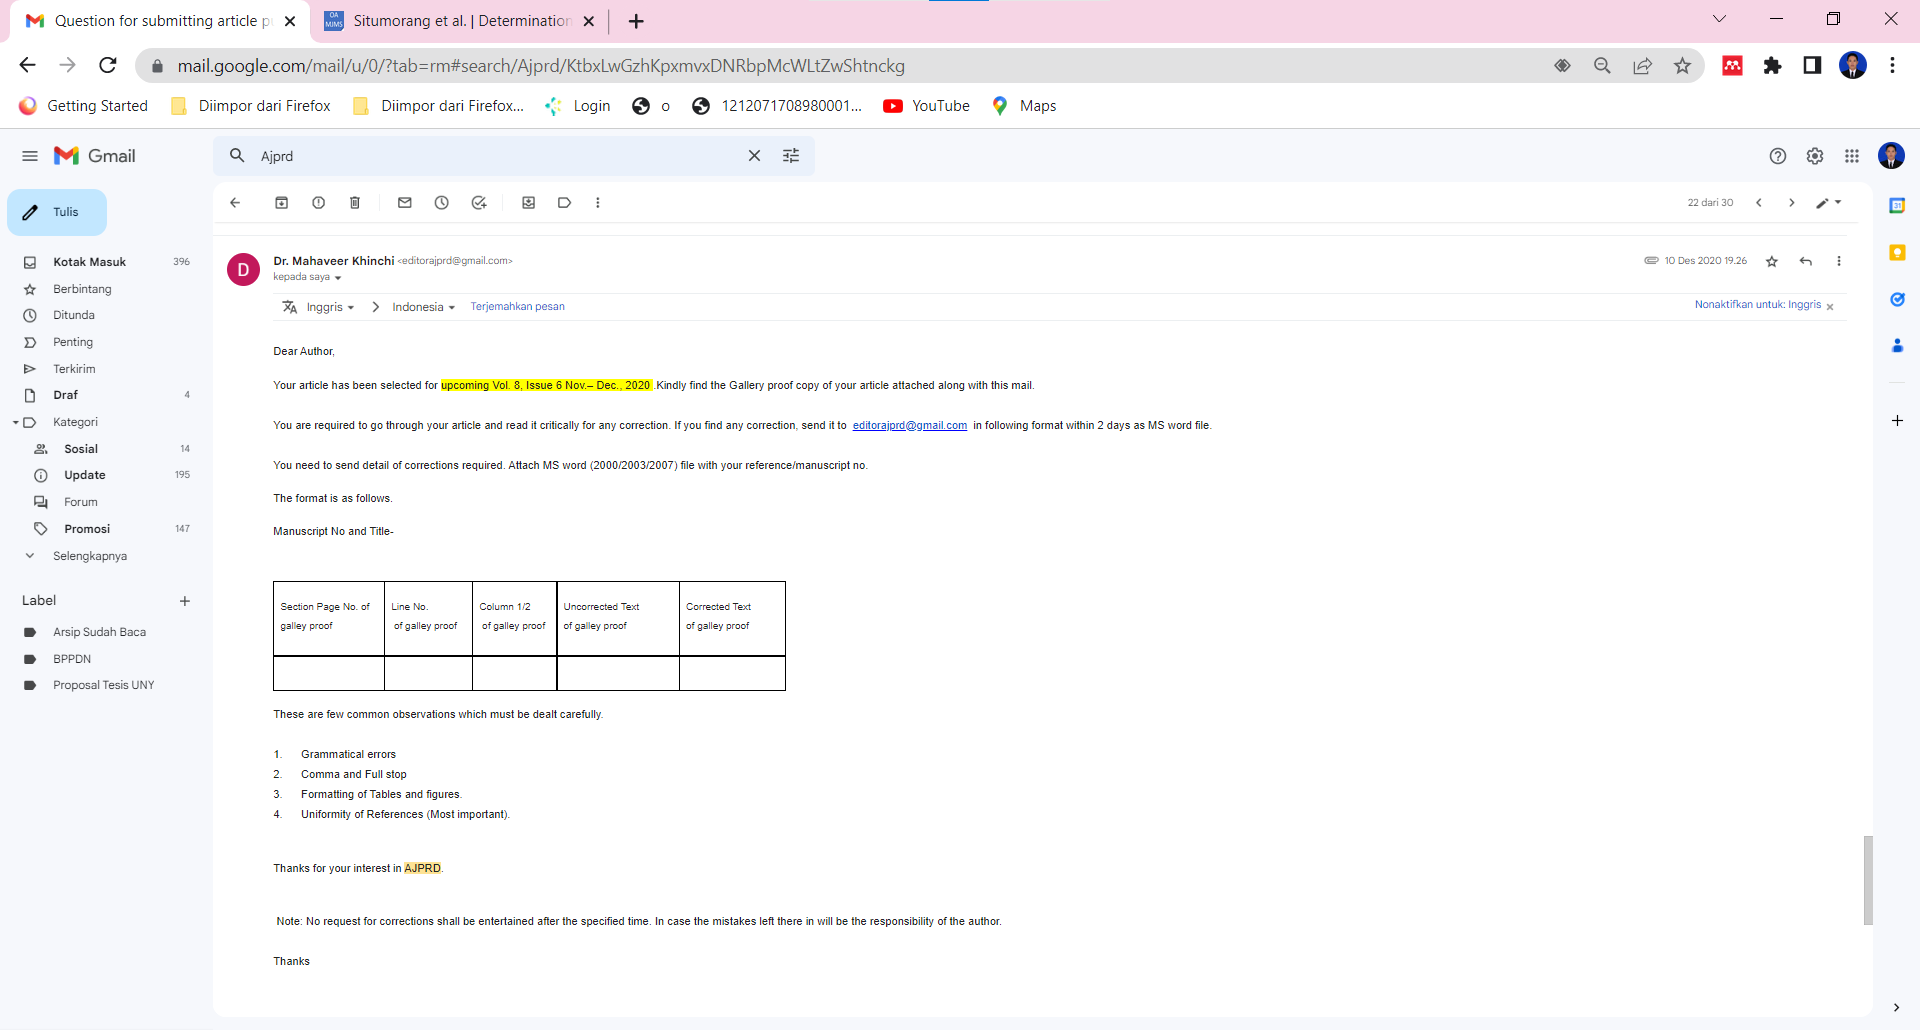 Question for submitting article p
Situmorang et al. | Determination
mail.google.com/mail/u/0/?tab=rm#search/Ajprd/KtbxLwGzhKpxmvxDNRbpMcWLtZwShtnckg
Getting Started
Diimpor dari Firefox
Diimpor dari Firefox...
Login
o
1212071708980001...
YouTube
Maps
Gmail
Ajprd
Tulis
22 dari 30
Kotak Masuk 396
Berbintang
Ditunda
Penting
Terkirim
Draf 4
Kategori
Sosial 14
Update 195
Forum
Promosi 147
Selengkapnya
Label
Arsip Sudah Baca
BPPDN
Proposal Tesis UNY
D
Dr. Mahaveer Khinchi <editorajprd@gmail.com>
10 Des 2020 19.26
kepada saya
Inggris
Indonesia
Terjemahkan pesan
Nonaktifkan untuk: Inggris
Dear Author,
Your article has been selected for upcoming Vol. 8, Issue 6 Nov.– Dec., 2020 .Kindly find the Gallery proof copy of your article attached along with this mail.
You are required to go through your article and read it critically for any correction. If you find any correction, send it to editorajprd@gmail.com in following format within 2 days as MS word file.
You need to send detail of corrections required. Attach MS word (2000/2003/2007) file with your reference/manuscript no.
The format is as follows.
Manuscript No and Title-
Section Page No. of
galley proof
Line No.
of galley proof
Column 1/2
of galley proof
Uncorrected Text
of galley proof
Corrected Text
of galley proof
These are few common observations which must be dealt carefully.
1. Grammatical errors
2. Comma and Full stop
3. Formatting of Tables and figures.
4. Uniformity of References (Most important).
Thanks for your interest in AJPRD.
Note: No request for corrections shall be entertained after the specified time. In case the mistakes left there in will be the responsibility of the author.
Thanks